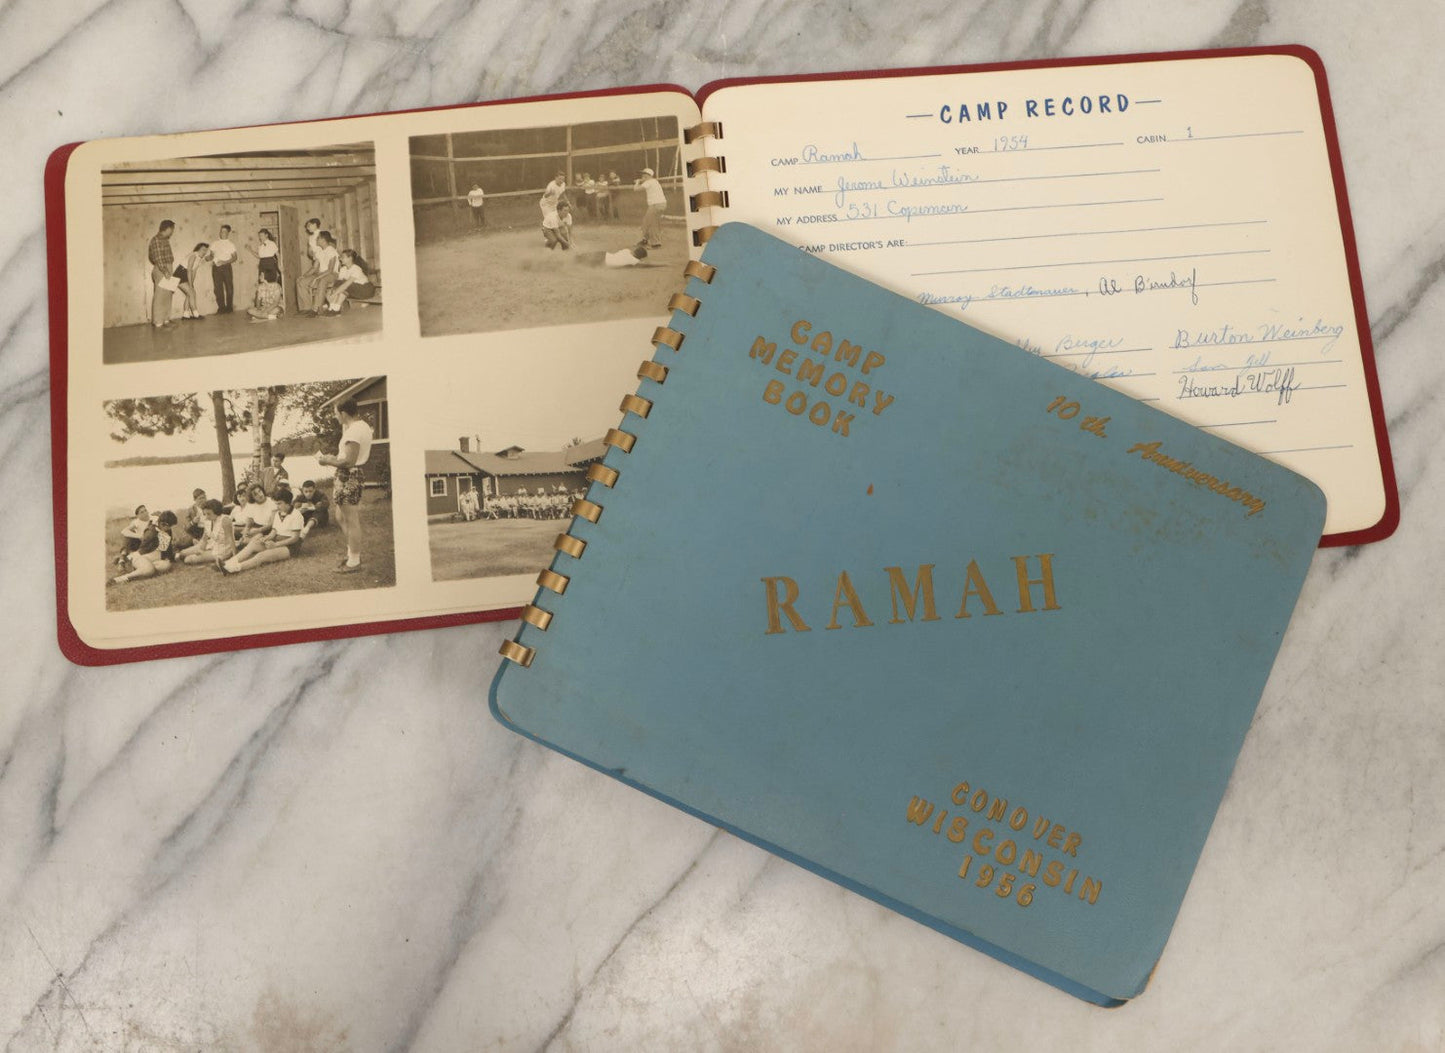 —CAMP RECORD—
CAMP Ramah YEAR 1954 CABIN 1
MY NAME Jerome Weinstein
MY ADDRESS 531 Copeman
CAMP DIRECTOR'S ARE:
Murray Stadtmauer, Al
Berger Burton Weinberg
Howard Wolff
CAMP
MEMORY
BOOK
10th. Anniversary
RAMAH
CONOVER
WISCONSIN
1956